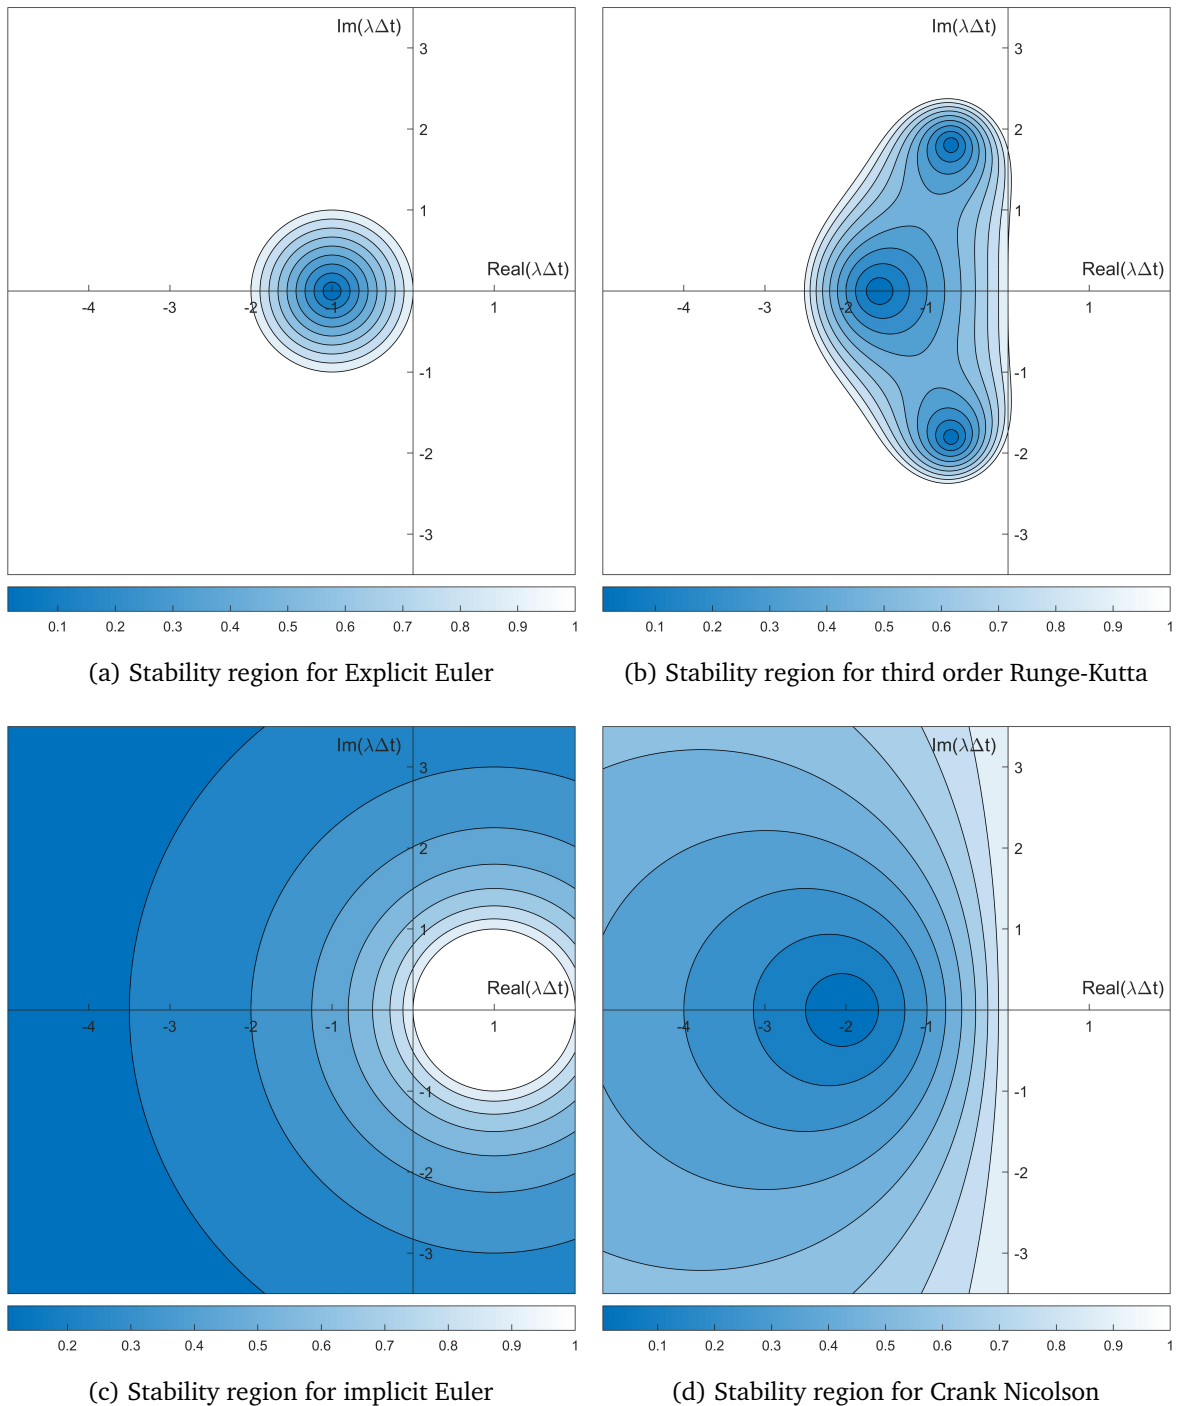 Im(λΔt)
3
2
1
Real(λΔt)
-4 -3 -2 -1 1
-1
-2
-3
0.1 0.2 0.3 0.4 0.5 0.6 0.7 0.8 0.9 1
(a) Stability region for Explicit Euler
Im(λΔt)
3
2
1
Real(λΔt)
-4 -3 -2 -1 1
-1
-2
-3
0.1 0.2 0.3 0.4 0.5 0.6 0.7 0.8 0.9 1
(b) Stability region for third order Runge-Kutta
Im(λΔt)
3
2
1
Real(λΔt)
-4 -3 -2 -1 1
-1
-2
-3
0.2 0.3 0.4 0.5 0.6 0.7 0.8 0.9 1
(c) Stability region for implicit Euler
Im(λΔt)
3
2
1
Real(λΔt)
-4 -3 -2 -1 1
-1
-2
-3
0.1 0.2 0.3 0.4 0.5 0.6 0.7 0.8 0.9 1
(d) Stability region for Crank Nicolson